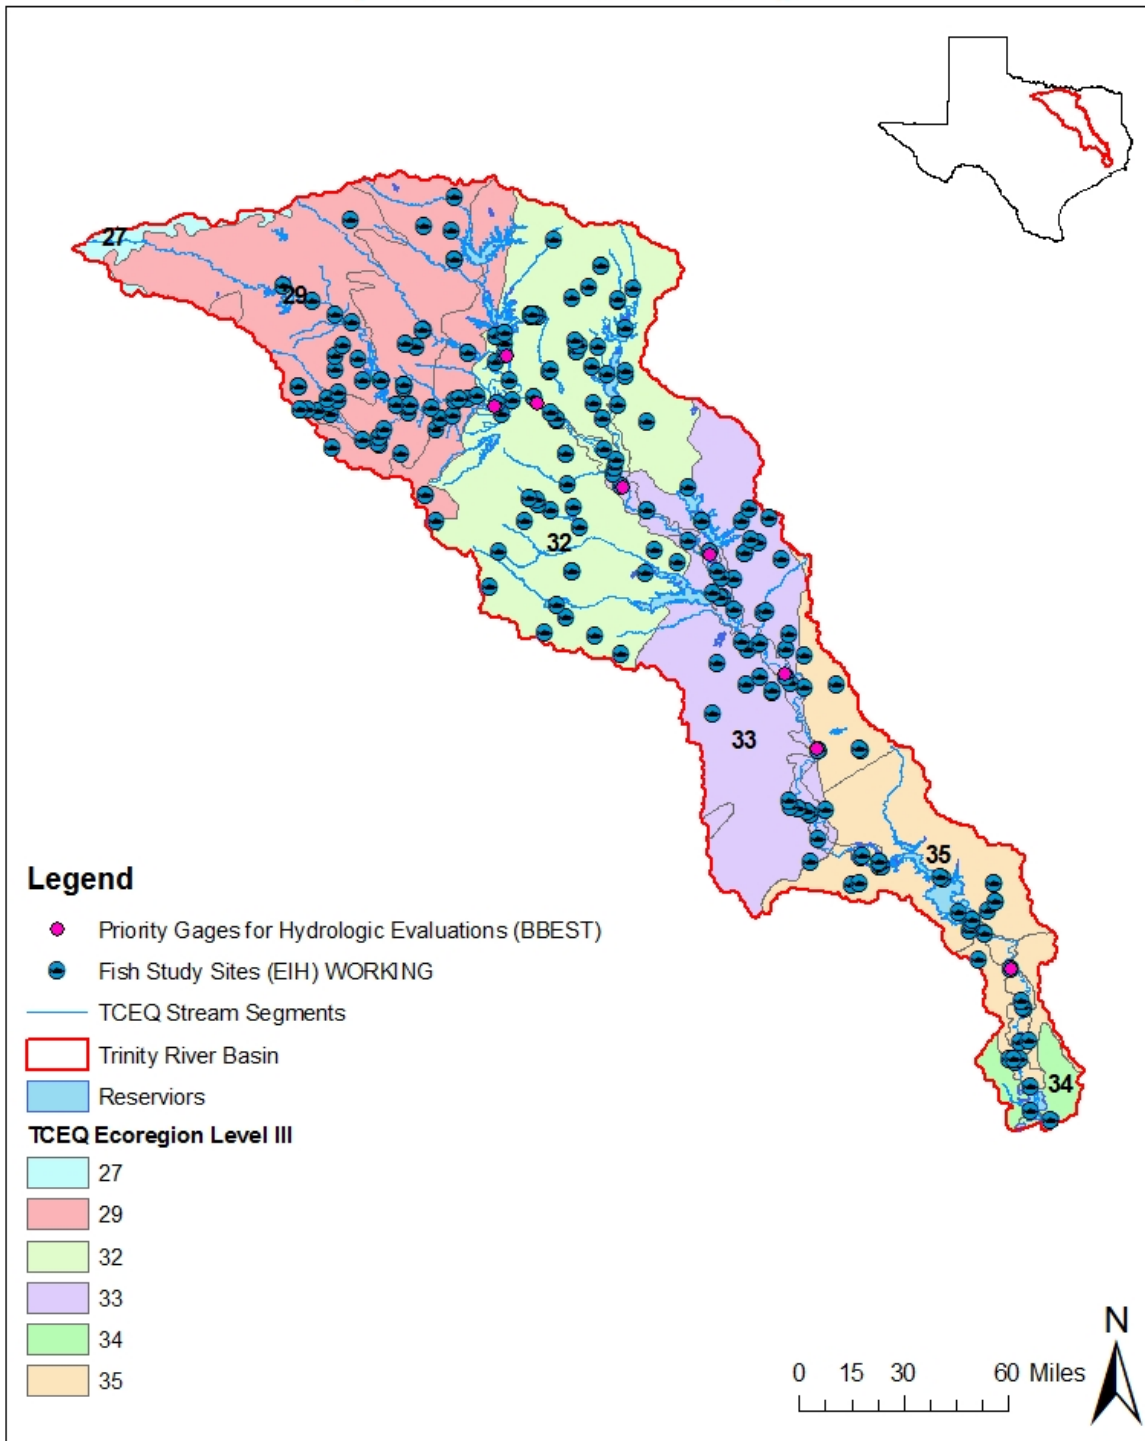 27
29
32
33
35
34
Legend
Priority Gages for Hydrologic Evaluations (BBEST)
Fish Study Sites (EIH) WORKING
TCEQ Stream Segments
Trinity River Basin
Reserviors
TCEQ Ecoregion Level III
27
29
32
33
34
35
N
0 15 30 60 Miles